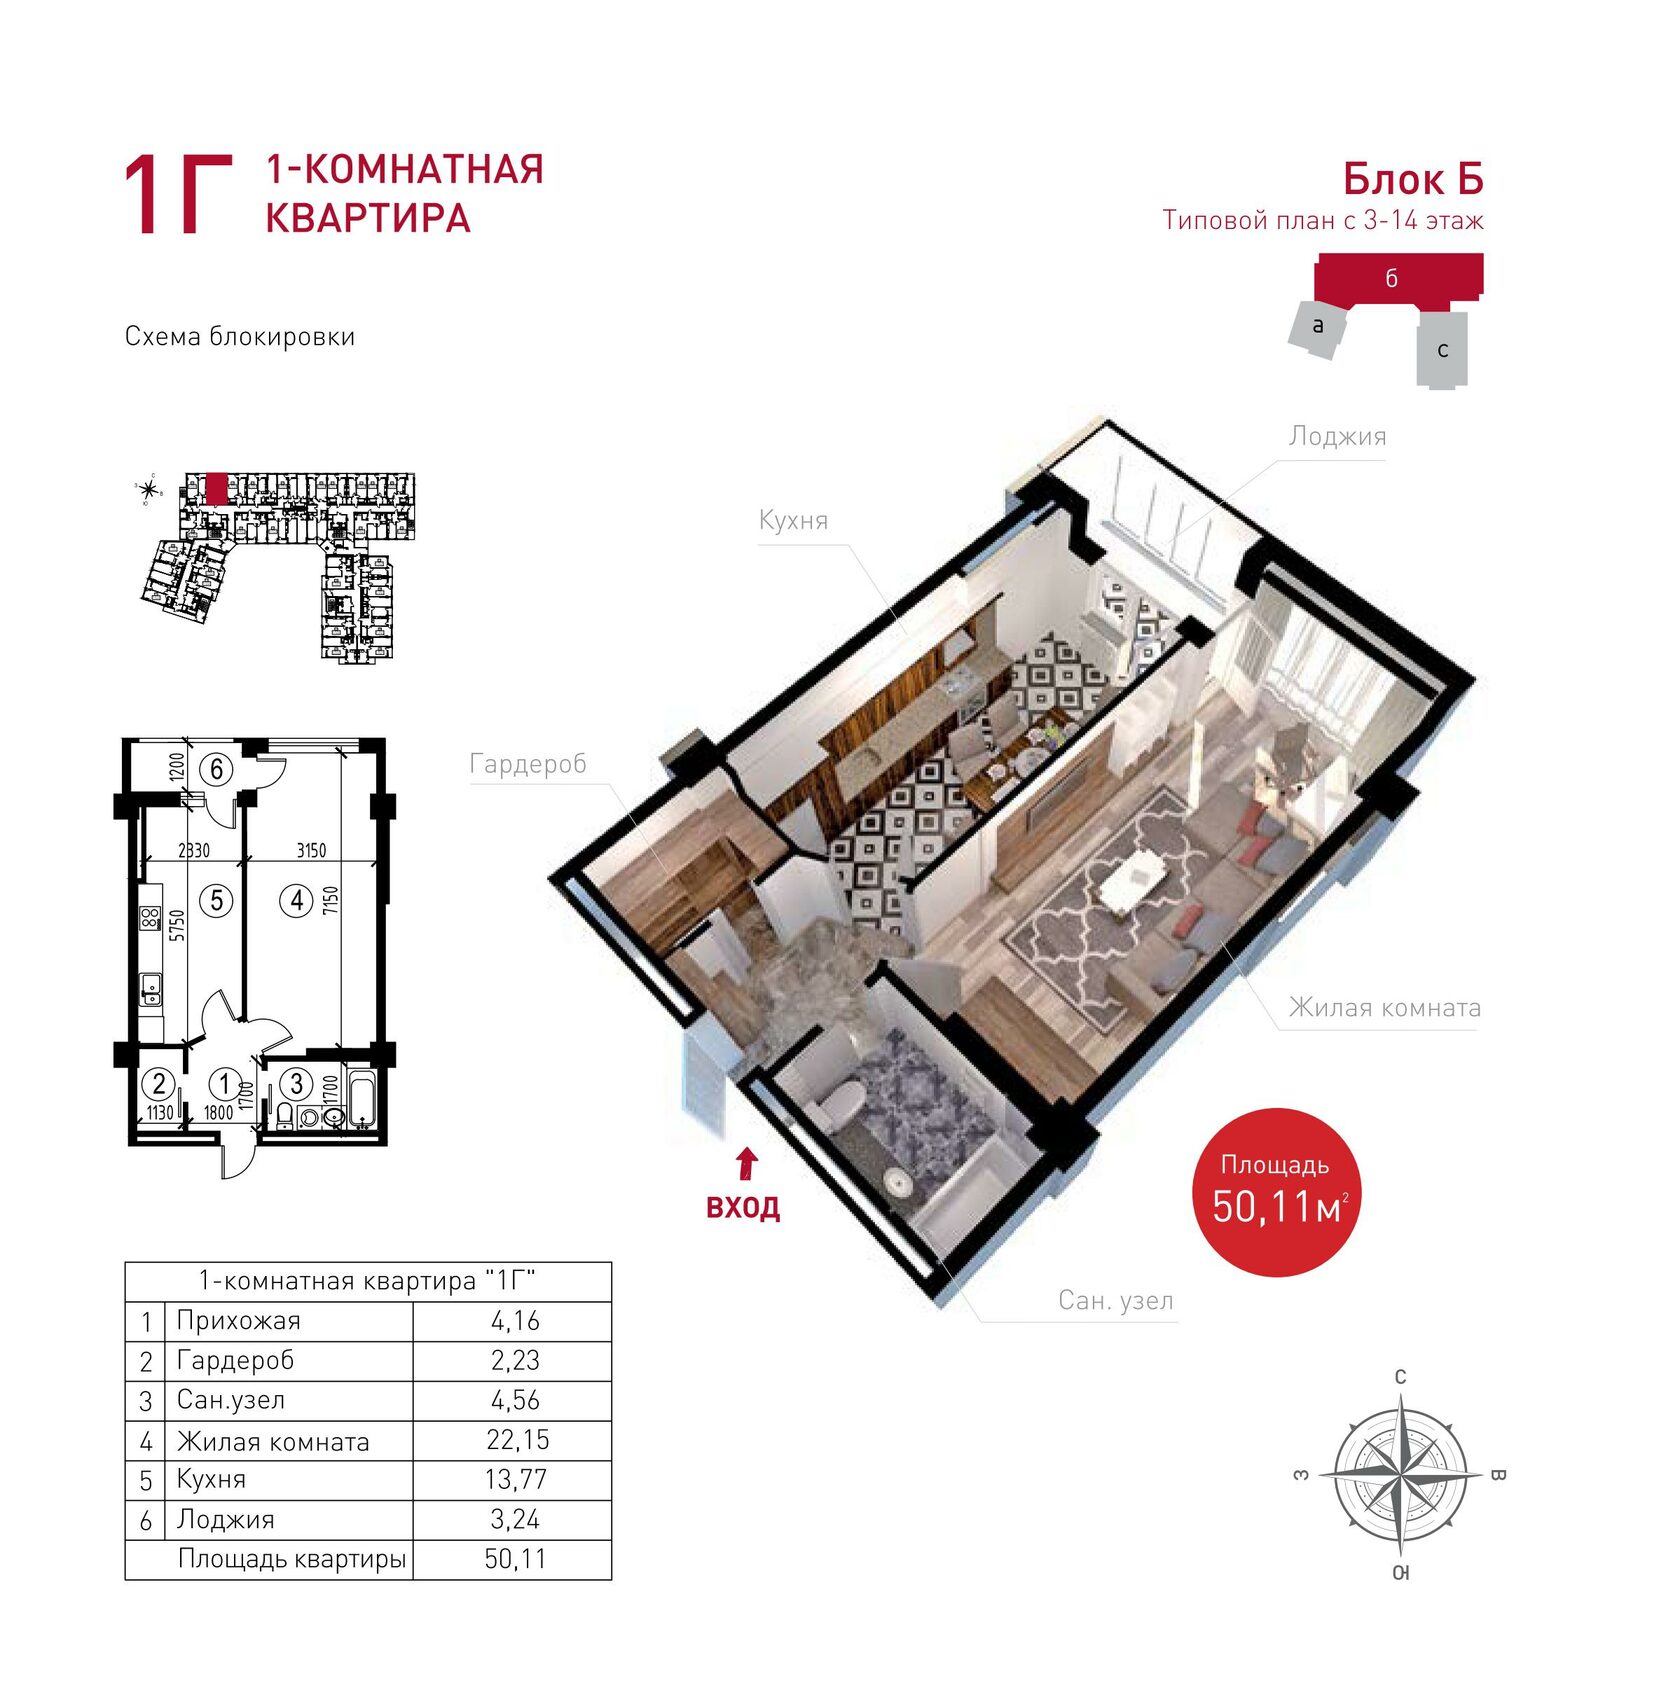 1Г
1-КОМНАТНАЯ
КВАРТИРА
Блок Б
Типовой план с 3-14 этаж
б
а
с
Схема блокировки
Лоджия
Кухня
Гардероб
Жилая комната
Сан. узел
ВХОД
Площадь
50,11м²
6
1200
2830
3150
5
4
5750
7150
2
1
3
1130
1800
1700
1700
1-комнатная квартира "1Г"
1 Прихожая 4,16
2 Гардероб 2,23
3 Сан.узел 4,56
4 Жилая комната 22,15
5 Кухня 13,77
6 Лоджия 3,24
Площадь квартиры 50,11
С
З
В
Ю